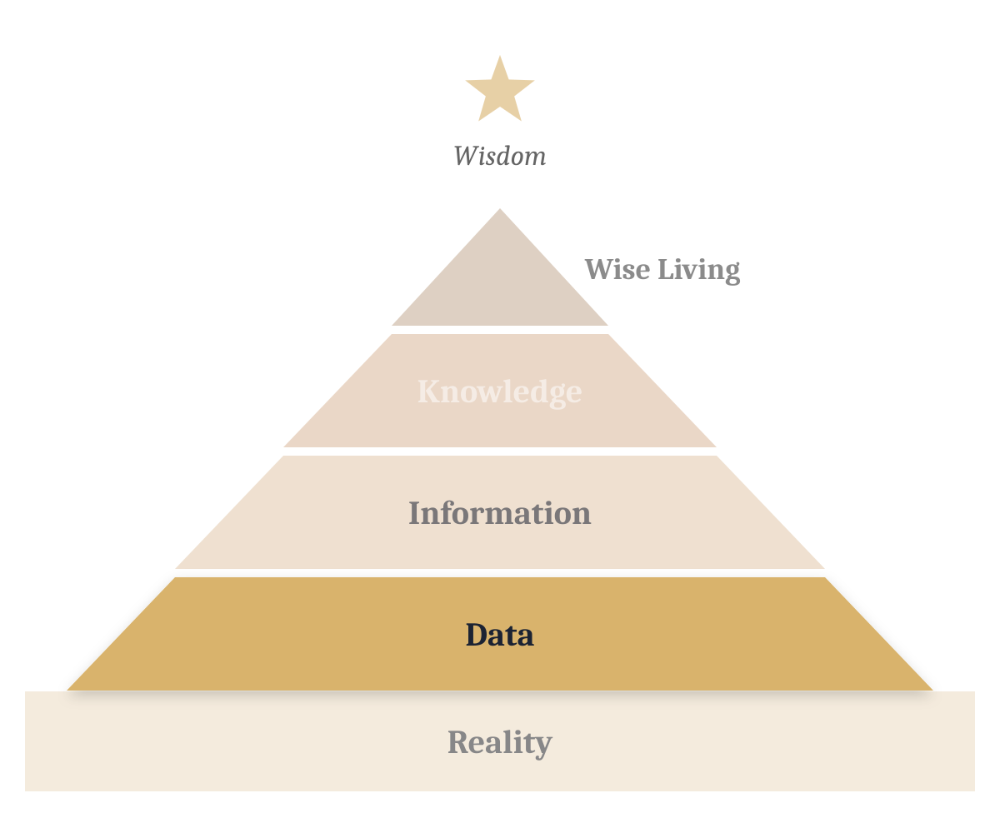 Wisdom
Wise Living
Knowledge
Information
Data
Reality